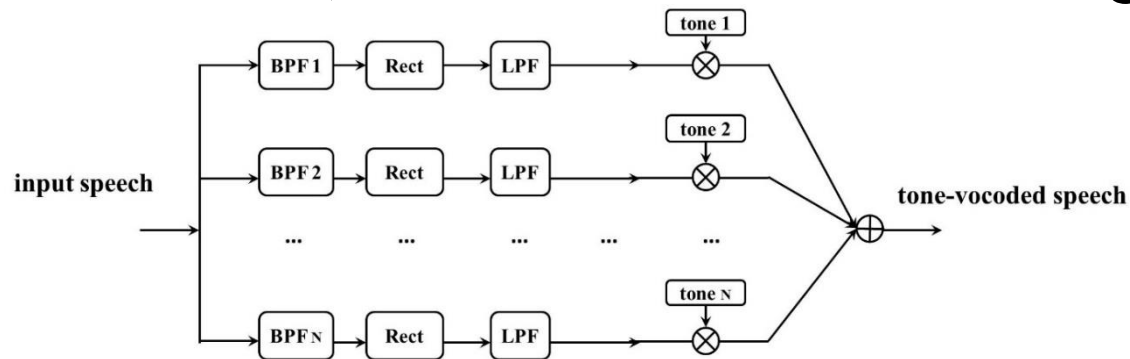 tone 1
BPF 1 Rect LPF
tone 2
BPF 2 Rect LPF
input speech
tone-vocoded speech
... ... ... ... ...
tone N
BPF N Rect LPF